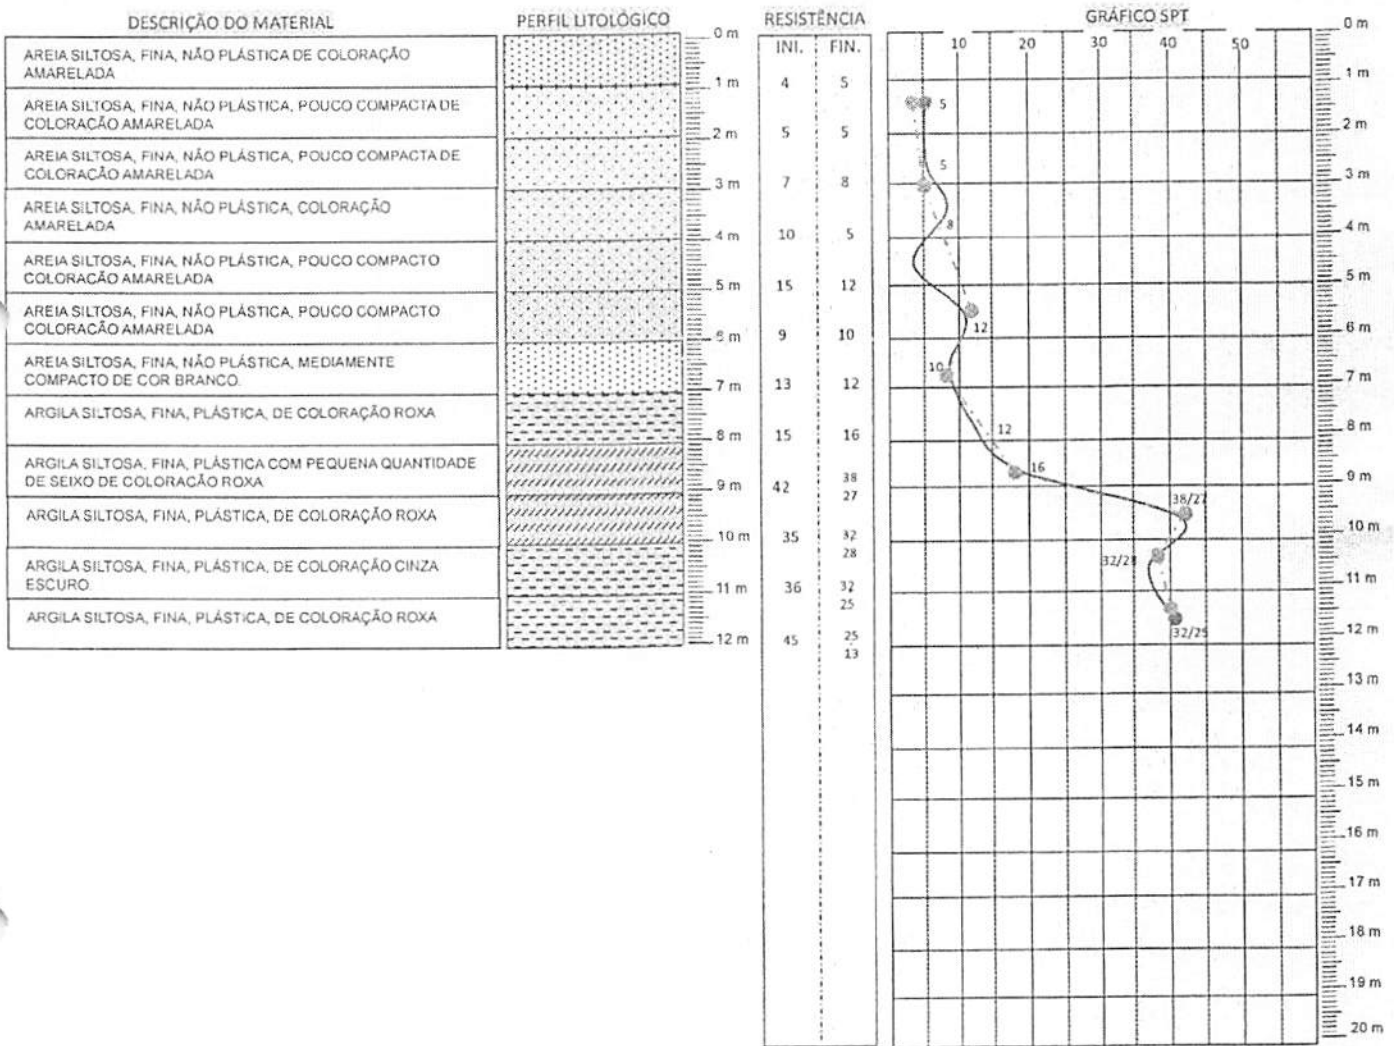 DESCRIÇÃO DO MATERIAL
PERFIL LITOLÓGICO
RESISTÊNCIA
GRÁFICO SPT
INI. FIN.
10 20 30 40 50
AREIA SILTOSA, FINA, NÃO PLÁSTICA DE COLORAÇÃO
AMARELADA
AREIA SILTOSA, FINA, NÃO PLÁSTICA, POUCO COMPACTA DE
COLORAÇÃO AMARELADA
AREIA SILTOSA, FINA, NÃO PLÁSTICA, POUCO COMPACTA DE
COLORAÇÃO AMARELADA
AREIA SILTOSA, FINA, NÃO PLÁSTICA, COLORAÇÃO
AMARELADA
AREIA SILTOSA, FINA, NÃO PLÁSTICA, POUCO COMPACTO
COLORAÇÃO AMARELADA
AREIA SILTOSA, FINA, NÃO PLÁSTICA, POUCO COMPACTO
COLORAÇÃO AMARELADA
AREIA SILTOSA, FINA, NÃO PLÁSTICA, MEDIAMENTE
COMPACTO DE COR BRANCO.
ARGILA SILTOSA, FINA, PLÁSTICA, DE COLORAÇÃO ROXA
ARGILA SILTOSA, FINA, PLÁSTICA COM PEQUENA QUANTIDADE
DE SEIXO DE COLORAÇÃO ROXA
ARGILA SILTOSA, FINA, PLÁSTICA, DE COLORAÇÃO ROXA
ARGILA SILTOSA, FINA, PLÁSTICA, DE COLORAÇÃO CINZA
ESCURO.
ARGILA SILTOSA, FINA, PLÁSTICA, DE COLORAÇÃO ROXA
0 m
1 m
2 m
3 m
4 m
5 m
6 m
7 m
8 m
9 m
10 m
11 m
12 m
4 5
5 5
7 8
10 5
15 12
9 10
13 12
15 16
42 38
27
35 32
28
36 32
25
45 25
13
5
5
8
12
10
12
16
38/27
32/28
32/25
0 m
1 m
2 m
3 m
4 m
5 m
6 m
7 m
8 m
9 m
10 m
11 m
12 m
13 m
14 m
15 m
16 m
17 m
18 m
19 m
20 m